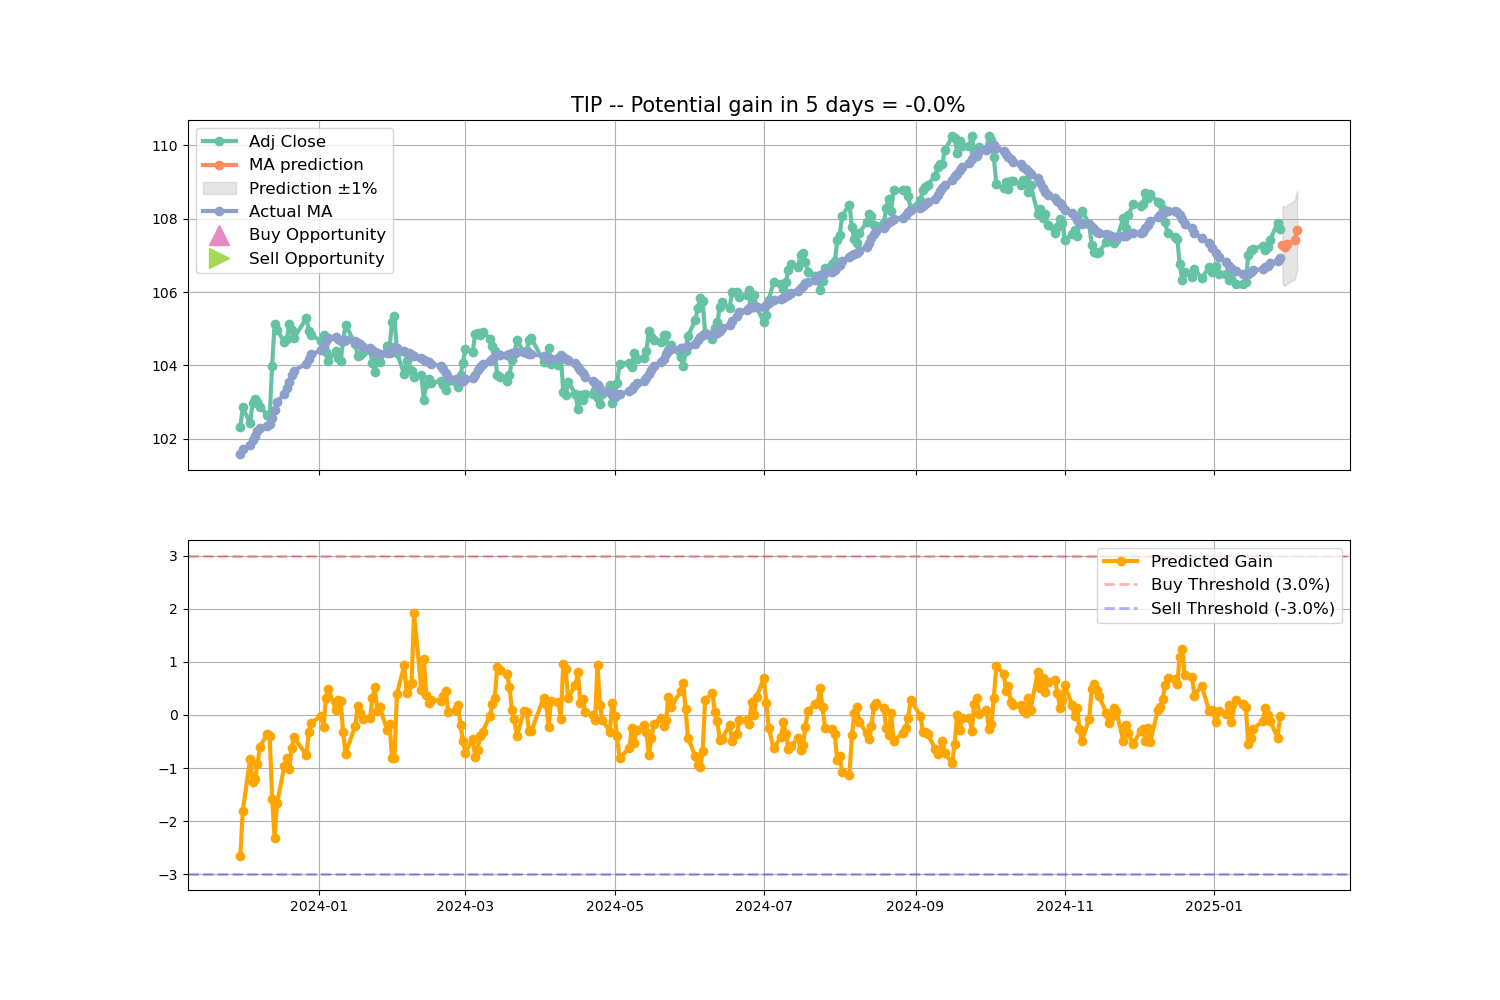 TIP -- Potential gain in 5 days = -0.0%
110
108
106
104
102
Adj Close
MA prediction
Prediction ±1%
Actual MA
Buy Opportunity
Sell Opportunity
3
2
1
0
−1
−2
−3
Predicted Gain
Buy Threshold (3.0%)
Sell Threshold (-3.0%)
2024-01
2024-03
2024-05
2024-07
2024-09
2024-11
2025-01